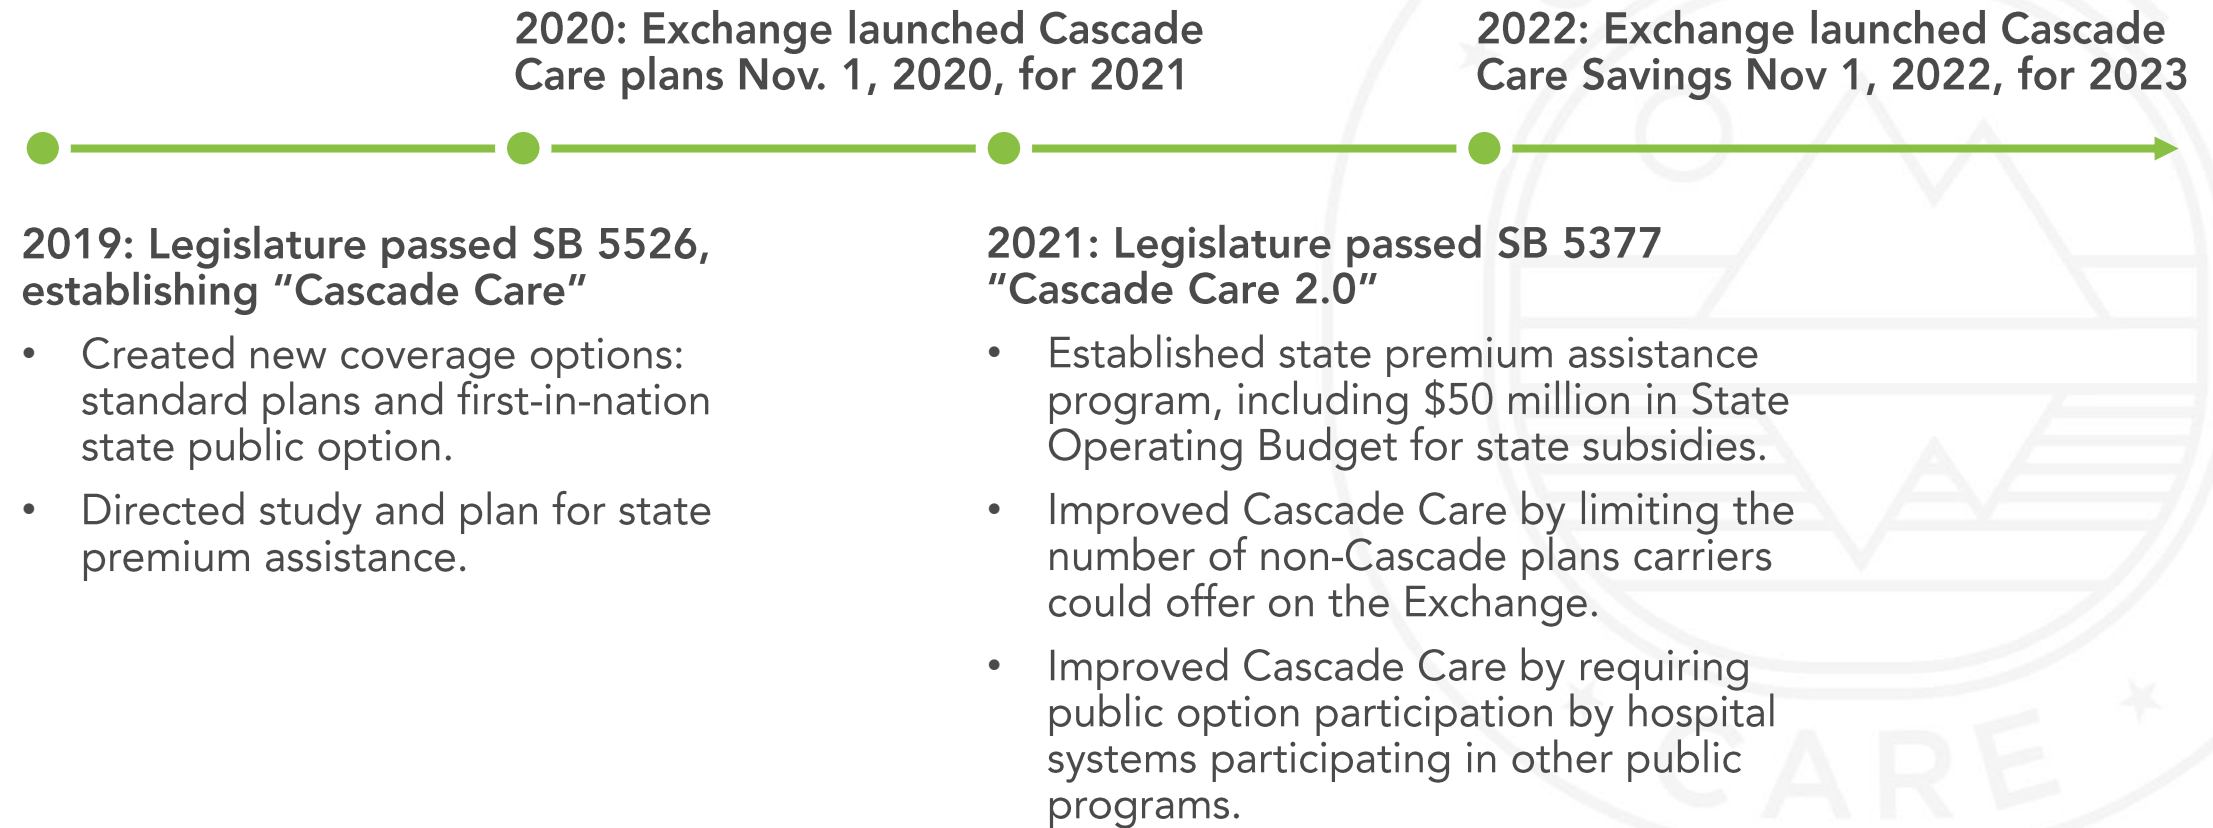 2020: Exchange launched Cascade
Care plans Nov. 1, 2020, for 2021
2022: Exchange launched Cascade
Care Savings Nov 1, 2022, for 2023
2019: Legislature passed SB 5526,
establishing “Cascade Care”
• Created new coverage options:
standard plans and first-in-nation
state public option.
• Directed study and plan for state
premium assistance.
2021: Legislature passed SB 5377
“Cascade Care 2.0”
• Established state premium assistance
program, including $50 million in State
Operating Budget for state subsidies.
• Improved Cascade Care by limiting the
number of non-Cascade plans carriers
could offer on the Exchange.
• Improved Cascade Care by requiring
public option participation by hospital
systems participating in other public
programs.
CARE